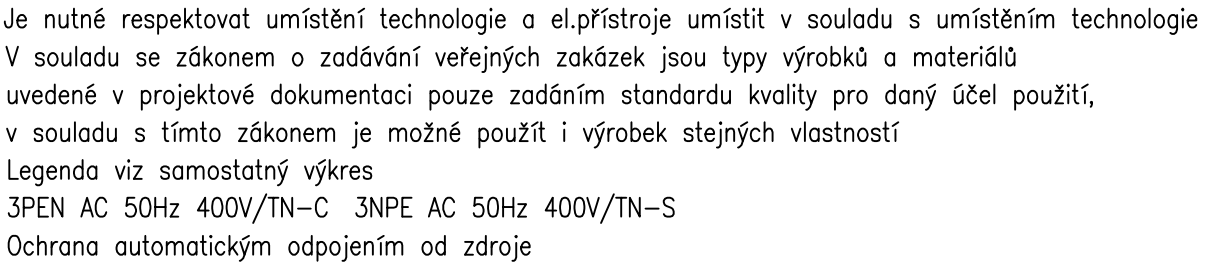 Je nutné respektovat umístění technologie a el.přístroje umístit v souladu s umístěním technologie
V souladu se zákonem o zadávání veřejných zakázek jsou typy výrobků a materiálů
uvedené v projektové dokumentaci pouze zadáním standardu kvality pro daný účel použití,
v souladu s tímto zákonem je možné použít i výrobek stejných vlastností
Legenda viz samostatný výkres
3PEN AC 50Hz 400V/TN-C 3NPE AC 50Hz 400V/TN-S
Ochrana automatickým odpojením od zdroje